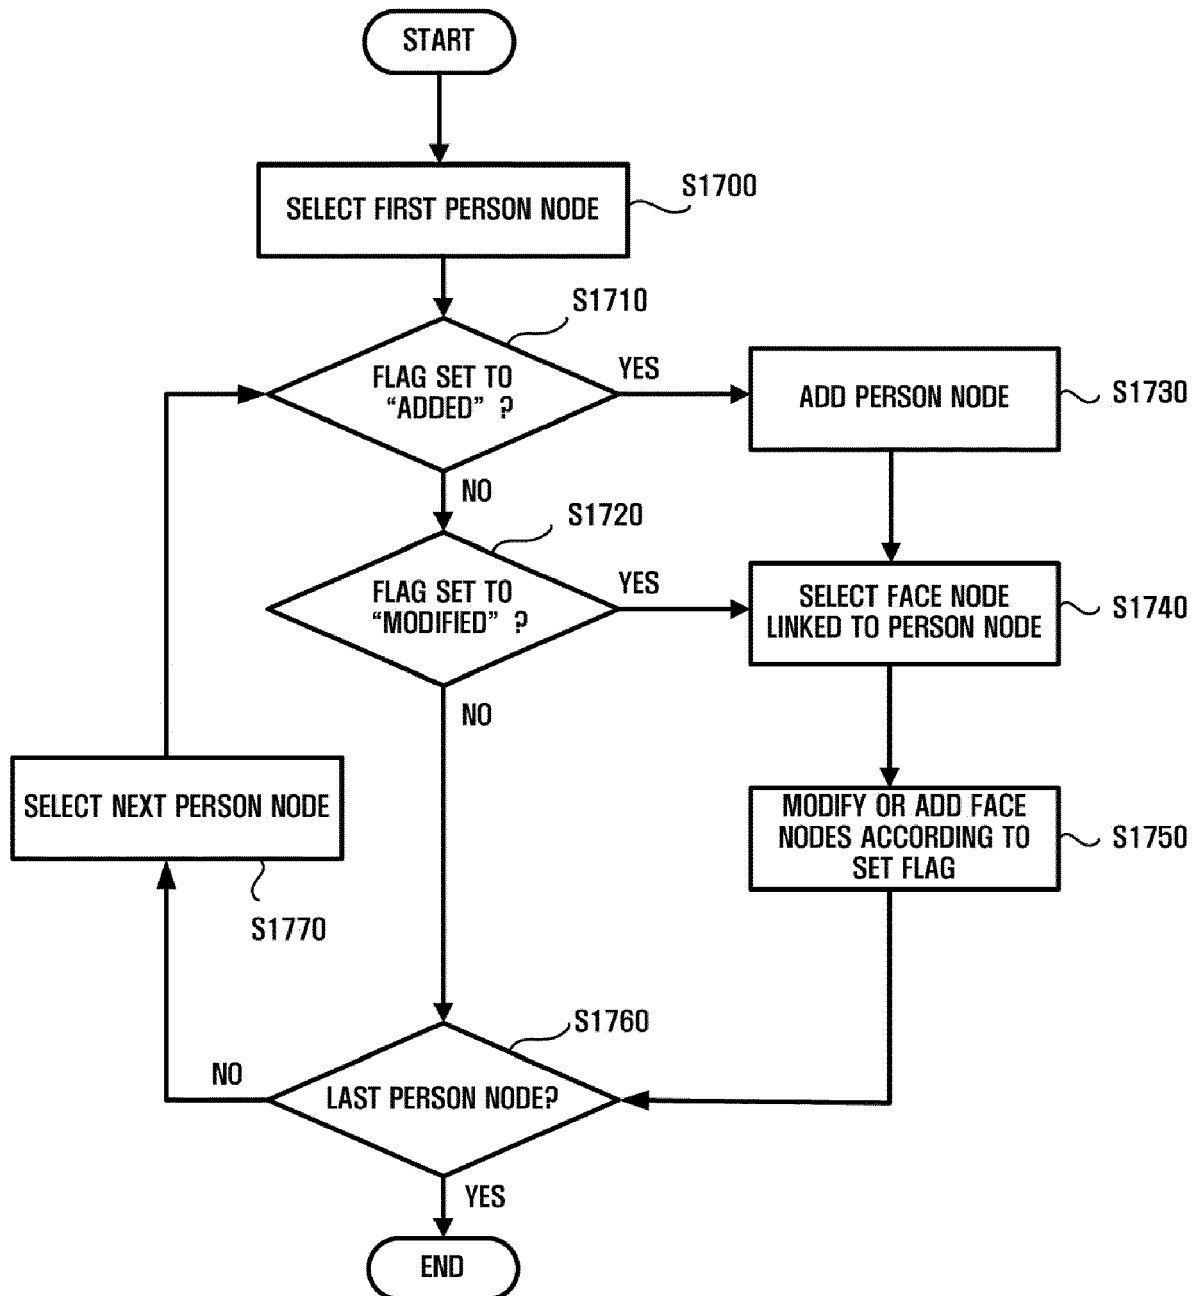 START
SELECT FIRST PERSON NODE
S1700
S1710
FLAG SET TO
"ADDED" ?
YES
ADD PERSON NODE
S1730
NO
S1720
FLAG SET TO
"MODIFIED" ?
YES
SELECT FACE NODE
LINKED TO PERSON NODE
S1740
NO
SELECT NEXT PERSON NODE
S1770
MODIFY OR ADD FACE
NODES ACCORDING TO
SET FLAG
S1750
S1760
LAST PERSON NODE?
NO
YES
END